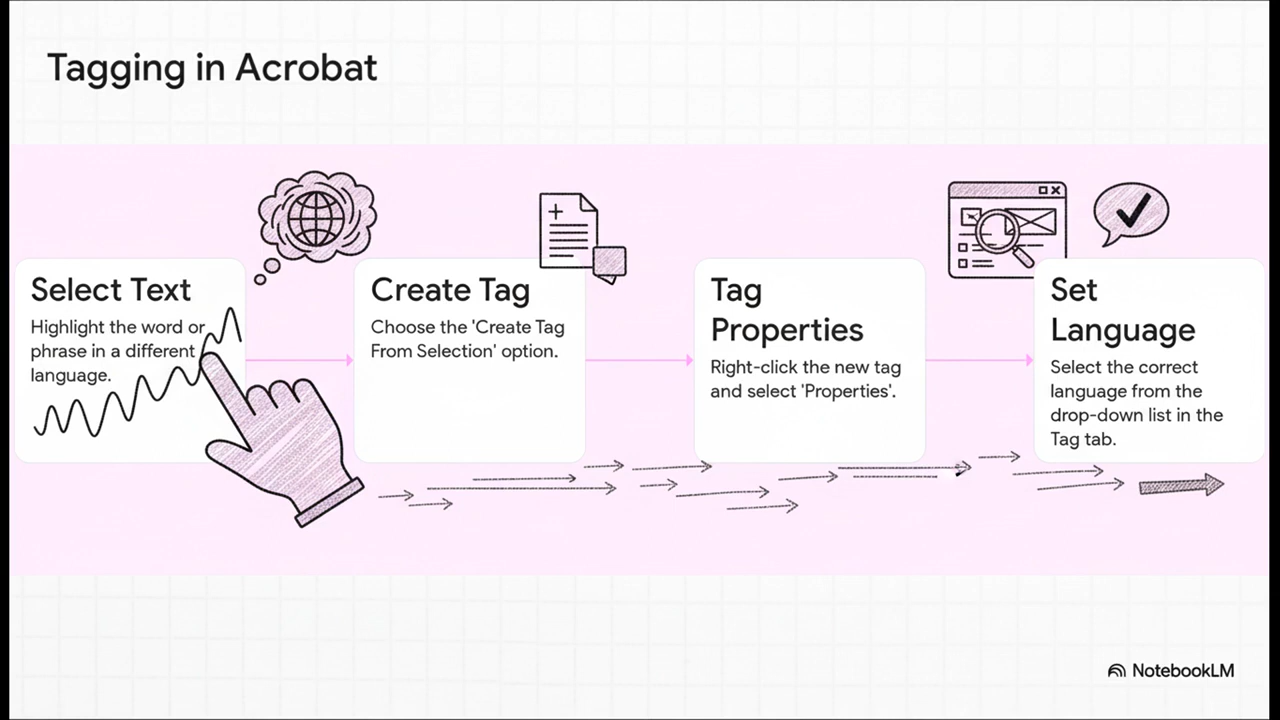 Tagging in Acrobat
Select Text
Highlight the word or
phrase in a different
language.
Create Tag
Choose the 'Create Tag
From Selection' option.
Tag
Properties
Right-click the new tag
and select 'Properties'.
Set
Language
Select the correct
language from the
drop-down list in the
Tag tab.
NotebookLM